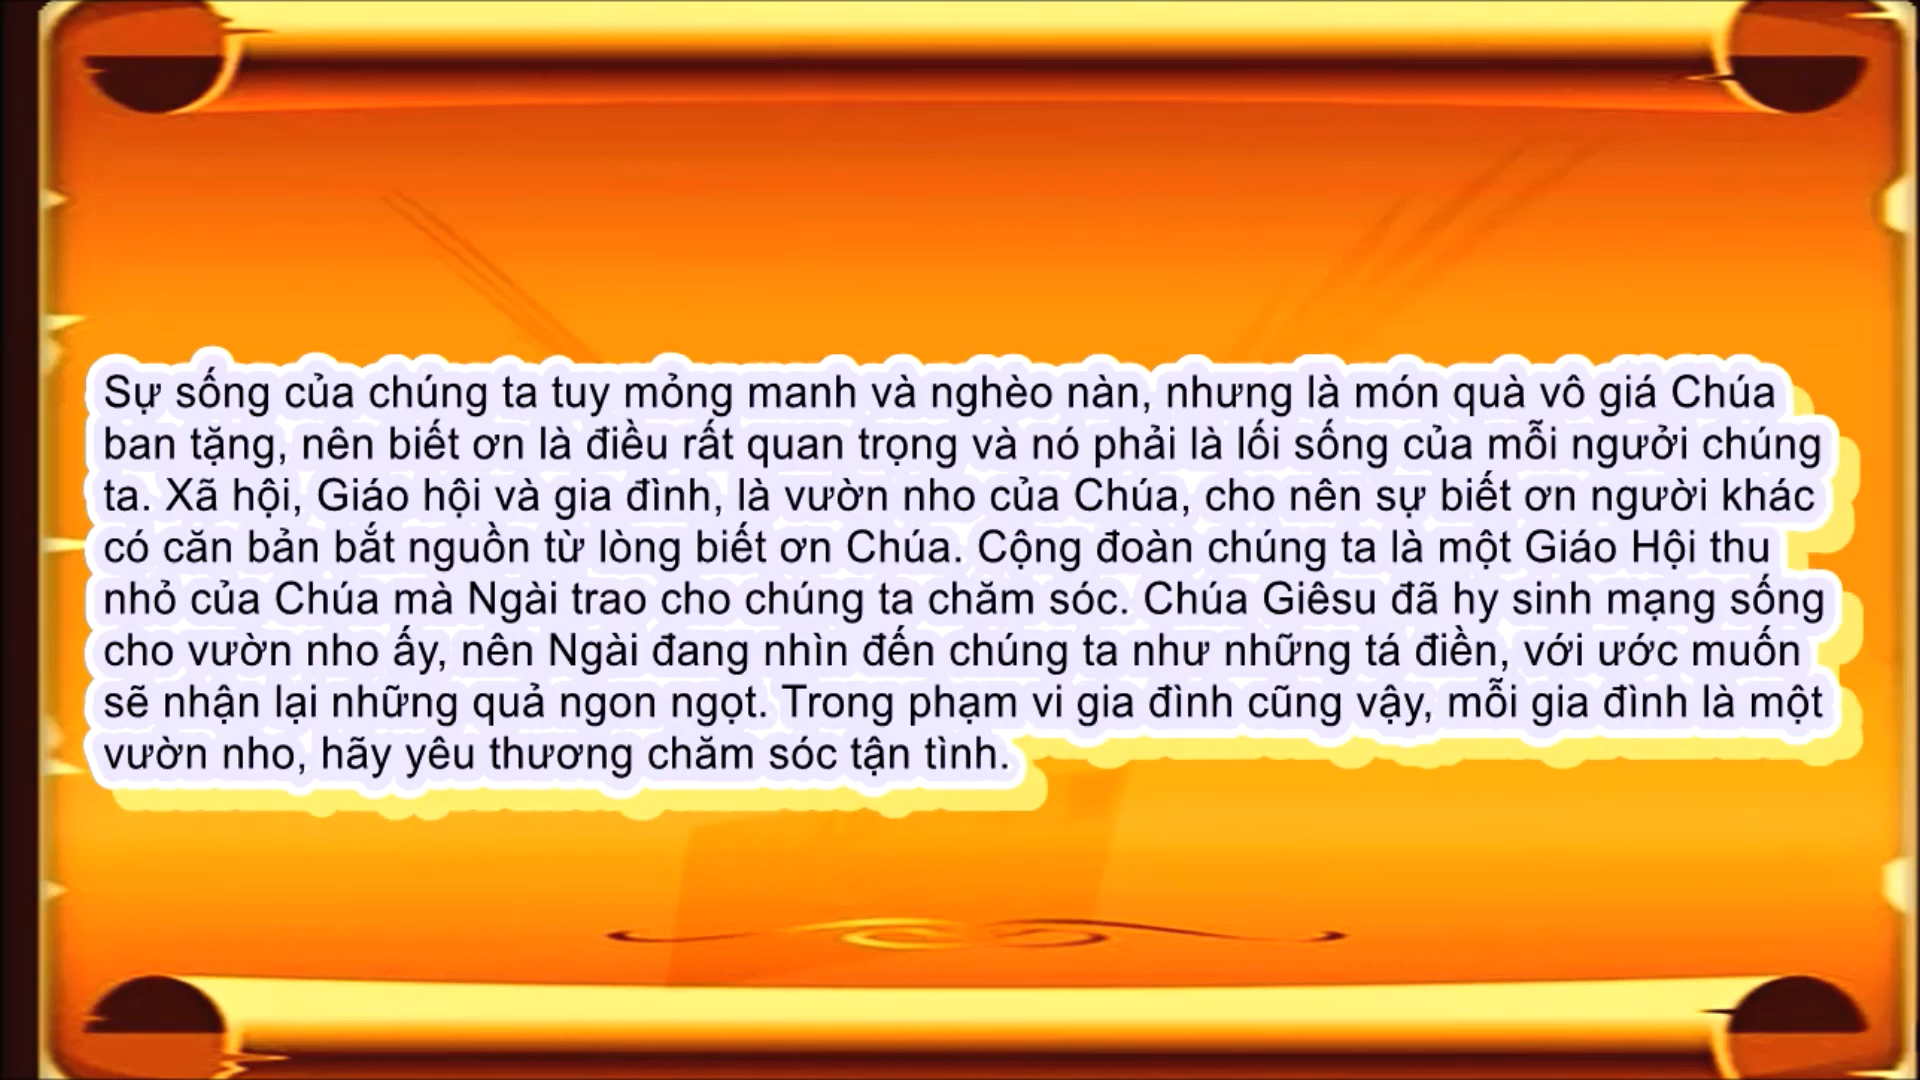 Sự sống của chúng ta tuy mỏng manh và nghèo nàn, nhưng là món quà vô giá Chúa
ban tặng, nên biết ơn là điều rất quan trọng và nó phải là lối sống của mỗi ngưởi chúng
ta. Xã hội, Giáo hội và gia đình, là vườn nho của Chúa, cho nên sự biết ơn người khác
có căn bản bắt nguồn từ lòng biết ơn Chúa. Cộng đoàn chúng ta là một Giáo Hội thu
nhỏ của Chúa mà Ngài trao cho chúng ta chăm sóc. Chúa Giêsu đã hy sinh mạng sống
cho vườn nho ấy, nên Ngài đang nhìn đến chúng ta như những tá điền, với ước muốn
sẽ nhận lại những quả ngon ngọt. Trong phạm vi gia đình cũng vậy, mỗi gia đình là một
vườn nho, hãy yêu thương chăm sóc tận tình.